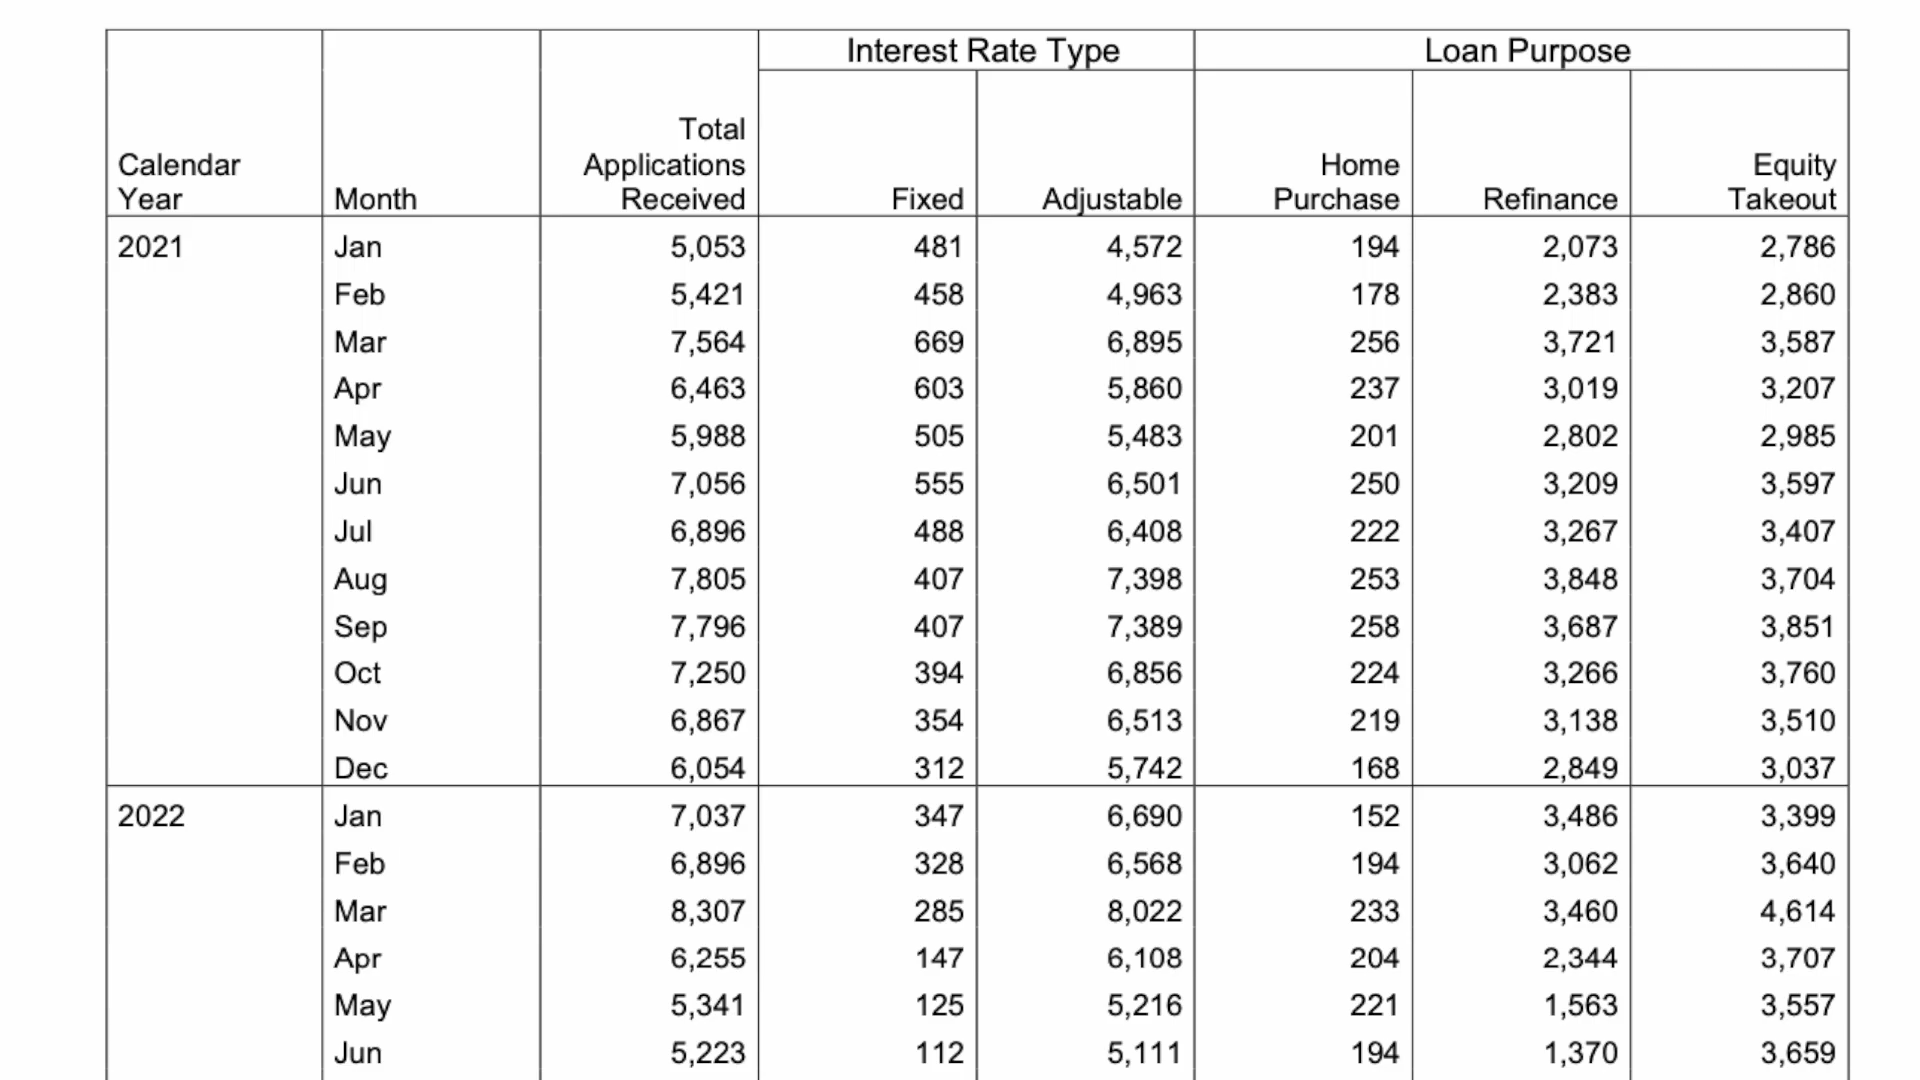 Interest Rate Type Loan Purpose
Calendar Year Month Total Applications Received Fixed Adjustable Home Purchase Refinance Equity Takeout
2021 Jan 5,053 481 4,572 194 2,073 2,786
Feb 5,421 458 4,963 178 2,383 2,860
Mar 7,564 669 6,895 256 3,721 3,587
Apr 6,463 603 5,860 237 3,019 3,207
May 5,988 505 5,483 201 2,802 2,985
Jun 7,056 555 6,501 250 3,209 3,597
Jul 6,896 488 6,408 222 3,267 3,407
Aug 7,805 407 7,398 253 3,848 3,704
Sep 7,796 407 7,389 258 3,687 3,851
Oct 7,250 394 6,856 224 3,266 3,760
Nov 6,867 354 6,513 219 3,138 3,510
Dec 6,054 312 5,742 168 2,849 3,037
2022 Jan 7,037 347 6,690 152 3,486 3,399
Feb 6,896 328 6,568 194 3,062 3,640
Mar 8,307 285 8,022 233 3,460 4,614
Apr 6,255 147 6,108 204 2,344 3,707
May 5,341 125 5,216 221 1,563 3,557
Jun 5,223 112 5,111 194 1,370 3,659